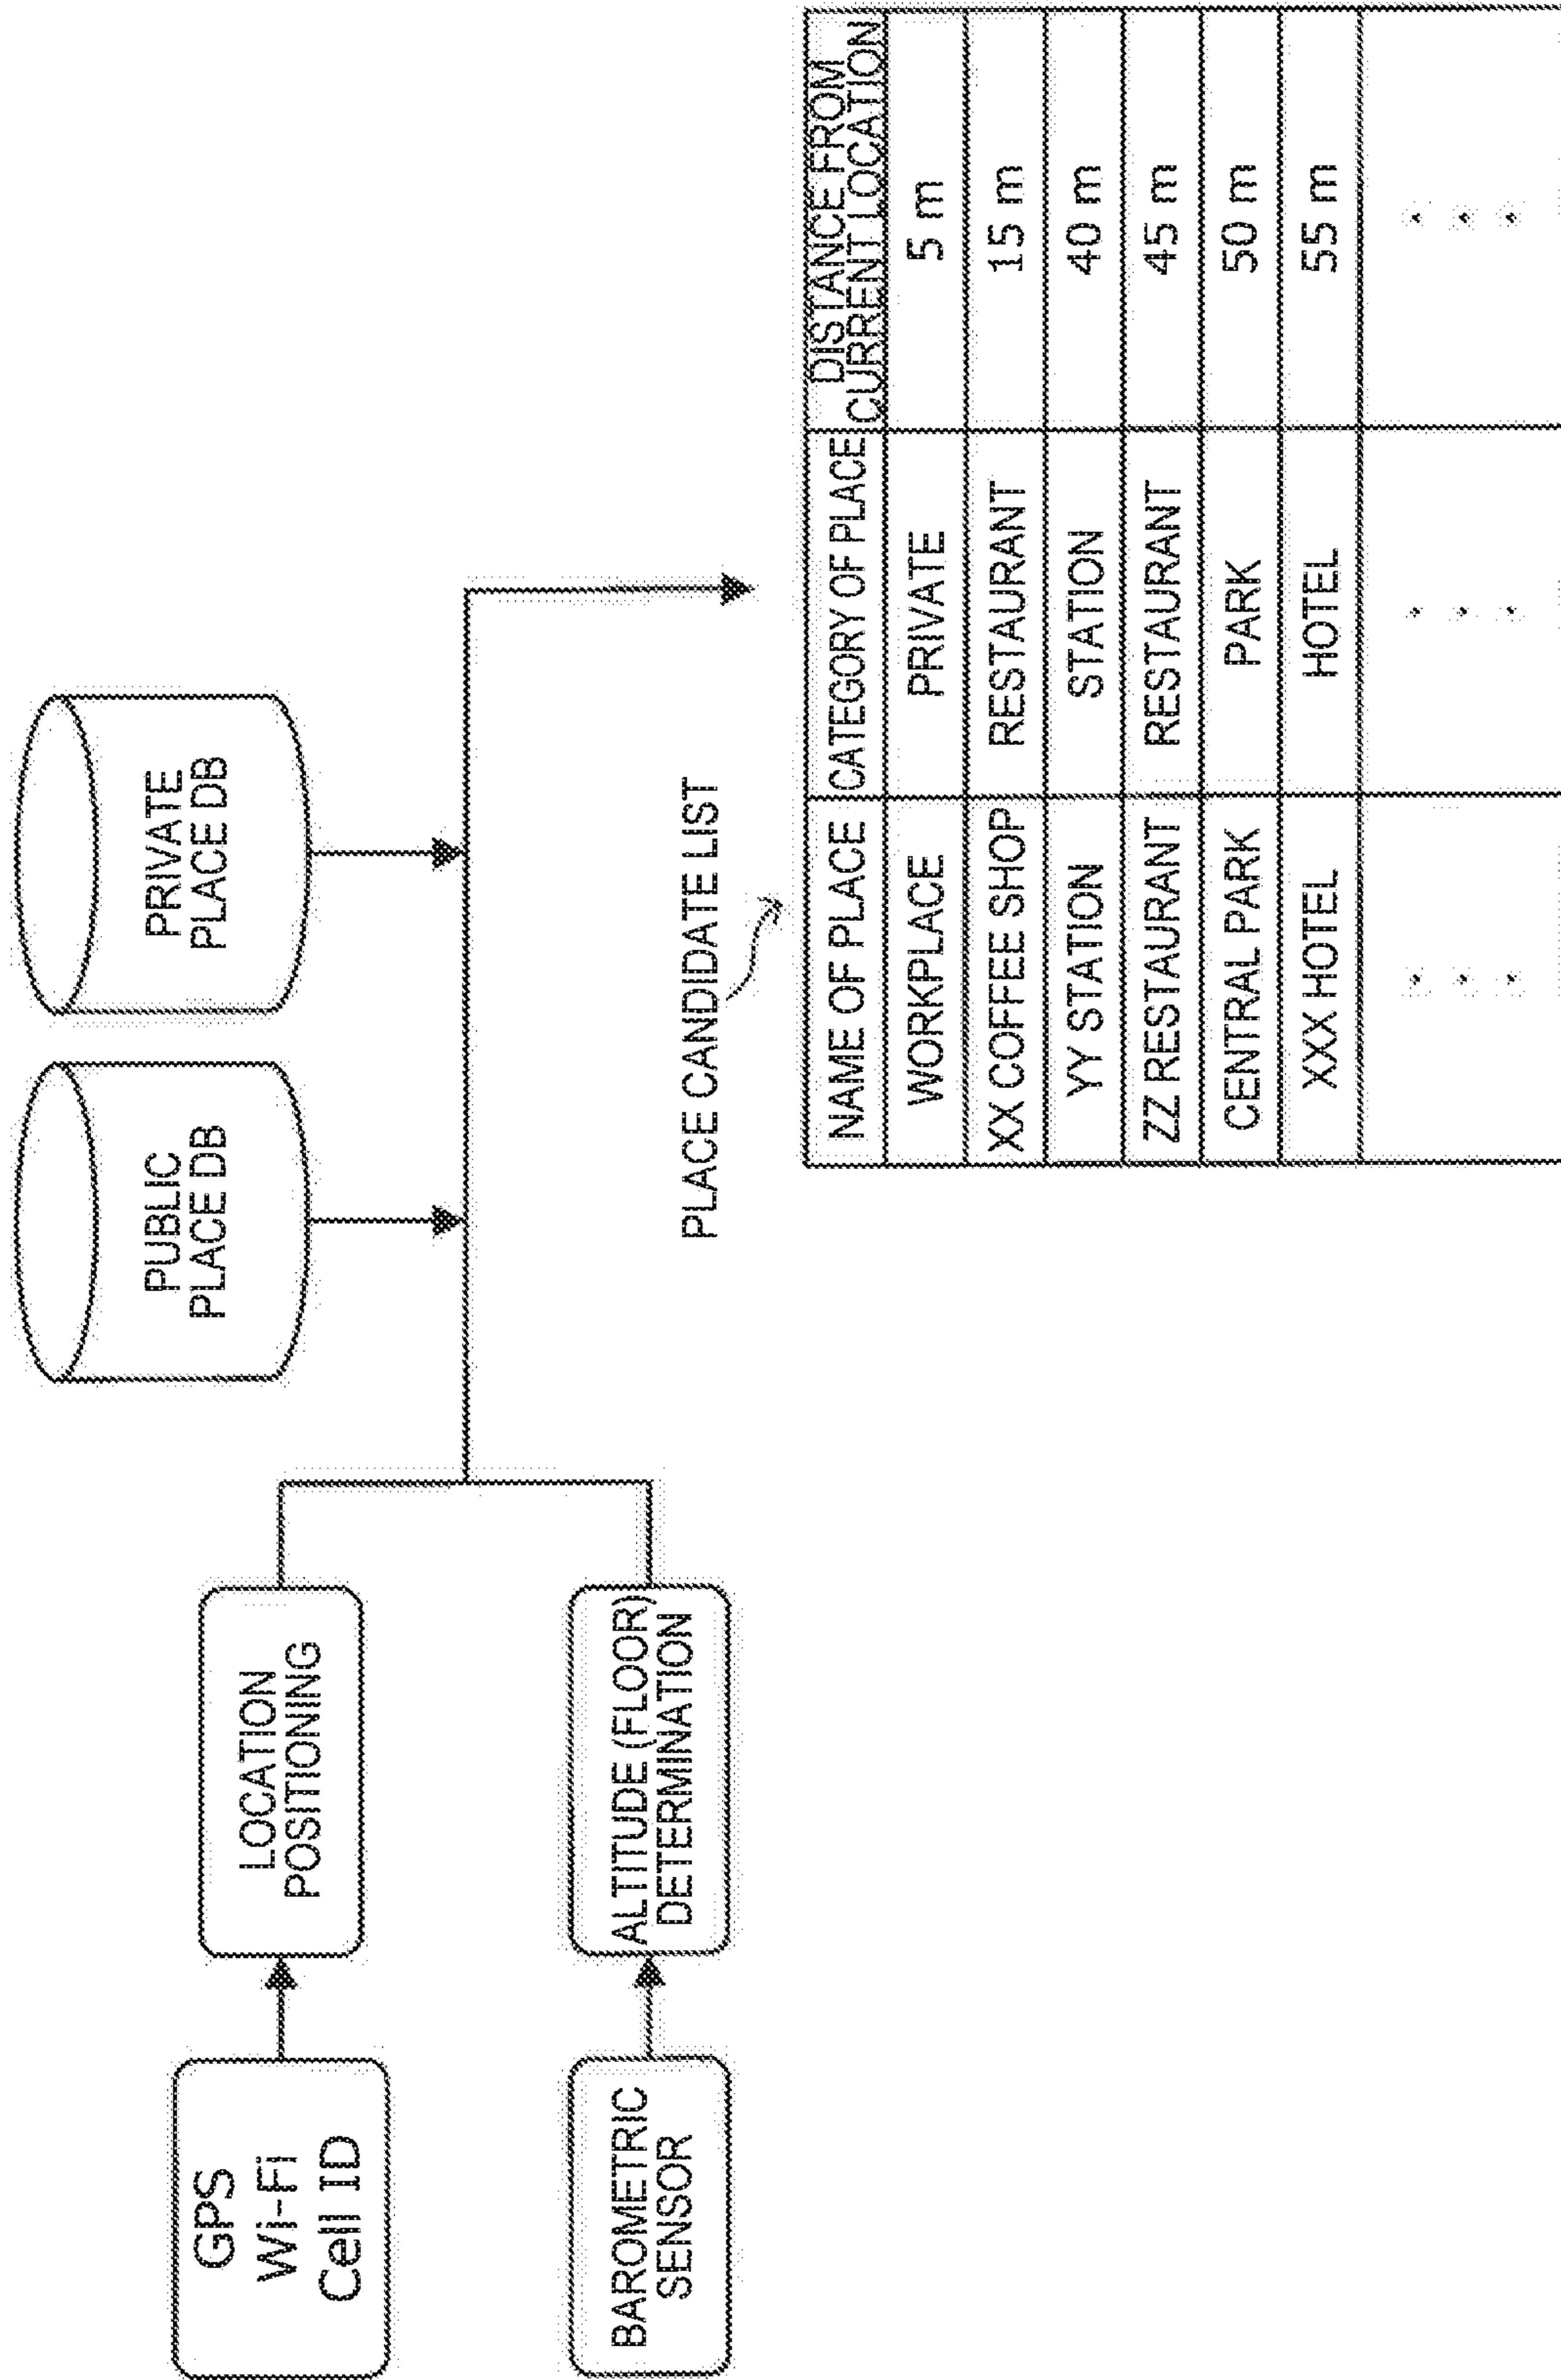 GPS
Wi-Fi
Cell ID
LOCATION
POSITIONING
BAROMETRIC
SENSOR
ALTITUDE (FLOOR)
DETERMINATION
PUBLIC
PLACE DB
PRIVATE
PLACE DB
PLACE CANDIDATE LIST
NAME OF PLACE CATEGORY OF PLACE DISTANCE FROM CURRENT LOCATION
WORKPLACE PRIVATE 5 m
XX COFFEE SHOP RESTAURANT 15 m
YY STATION STATION 40 m
ZZ RESTAURANT RESTAURANT 45 m
CENTRAL PARK PARK 50 m
XXX HOTEL HOTEL 55 m